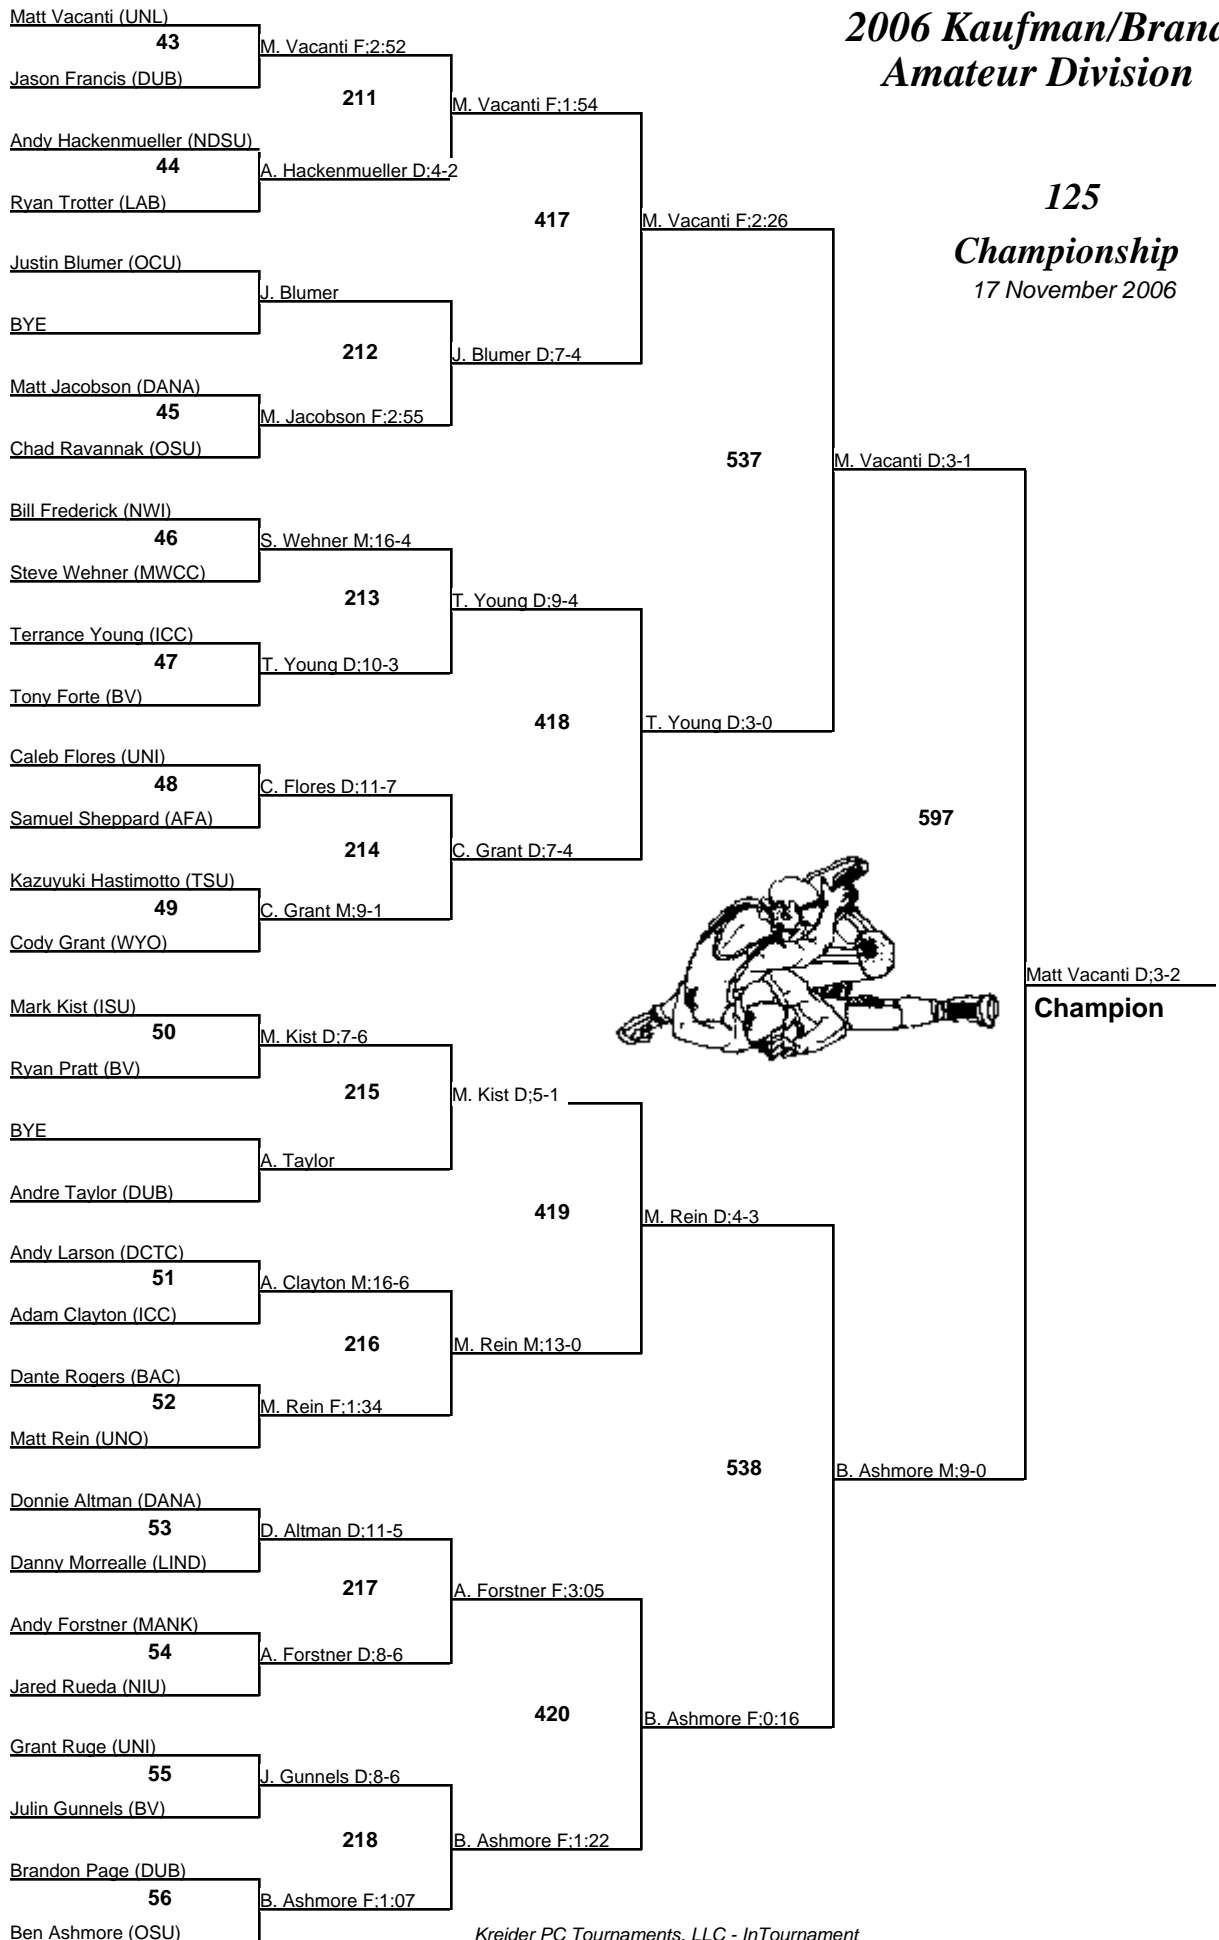 2006 Kaufman/Brand
Amateur Division
125
Championship
17 November 2006
Matt Vacanti (UNL)
43
Jason Francis (DUB)
Andy Hackenmueller (NDSU)
44
Ryan Trotter (LAB)
Justin Blumer (OCU)
BYE
Matt Jacobson (DANA)
45
Chad Ravannak (OSU)
Bill Frederick (NWI)
46
Steve Wehner (MWCC)
Terrance Young (ICC)
47
Tony Forte (BV)
Caleb Flores (UNI)
48
Samuel Sheppard (AFA)
Kazuyuki Hastimotto (TSU)
49
Cody Grant (WYO)
Mark Kist (ISU)
50
Ryan Pratt (BV)
BYE
Andre Taylor (DUB)
Andy Larson (DCTC)
51
Adam Clayton (ICC)
Dante Rogers (BAC)
52
Matt Rein (UNO)
Donnie Altman (DANA)
53
Danny Morrealle (LIND)
Andy Forstner (MANK)
54
Jared Rueda (NIU)
Grant Ruge (UNI)
55
Julin Gunnels (BV)
Brandon Page (DUB)
56
Ben Ashmore (OSU)
M. Vacanti F;2:52
211
A. Hackenmueller D;4-2
J. Blumer
212
M. Jacobson F;2:55
S. Wehner M;16-4
213
T. Young D;10-3
C. Flores D;11-7
214
C. Grant M;9-1
M. Kist D;7-6
215
A. Taylor
A. Clayton M;16-6
216
M. Rein F;1:34
D. Altman D;11-5
217
A. Forstner D;8-6
J. Gunnels D;8-6
218
B. Ashmore F;1:07
M. Vacanti F;1:54
417
J. Blumer D;7-4
T. Young D;9-4
418
C. Grant D;7-4
M. Kist D;5-1
419
M. Rein M;13-0
A. Forstner F;3:05
420
B. Ashmore F;1:22
M. Vacanti F;2:26
537
T. Young D;3-0
M. Rein D;4-3
538
B. Ashmore F;0:16
M. Vacanti D;3-1
597
B. Ashmore M;9-0
Matt Vacanti D;3-2
Champion
Kreider PC Tournaments, LLC - InTournament